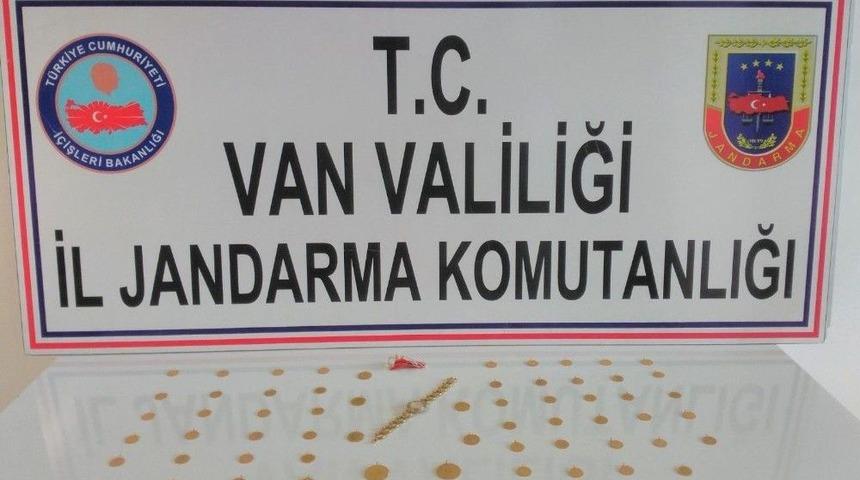 T.C.
VAN VALİLİĞİ
İL JANDARMA KOMUTANLIĞI
TÜRKİYE CUMHURİYETİ
İÇİŞLERİ BAKANLIĞI
JANDARMA